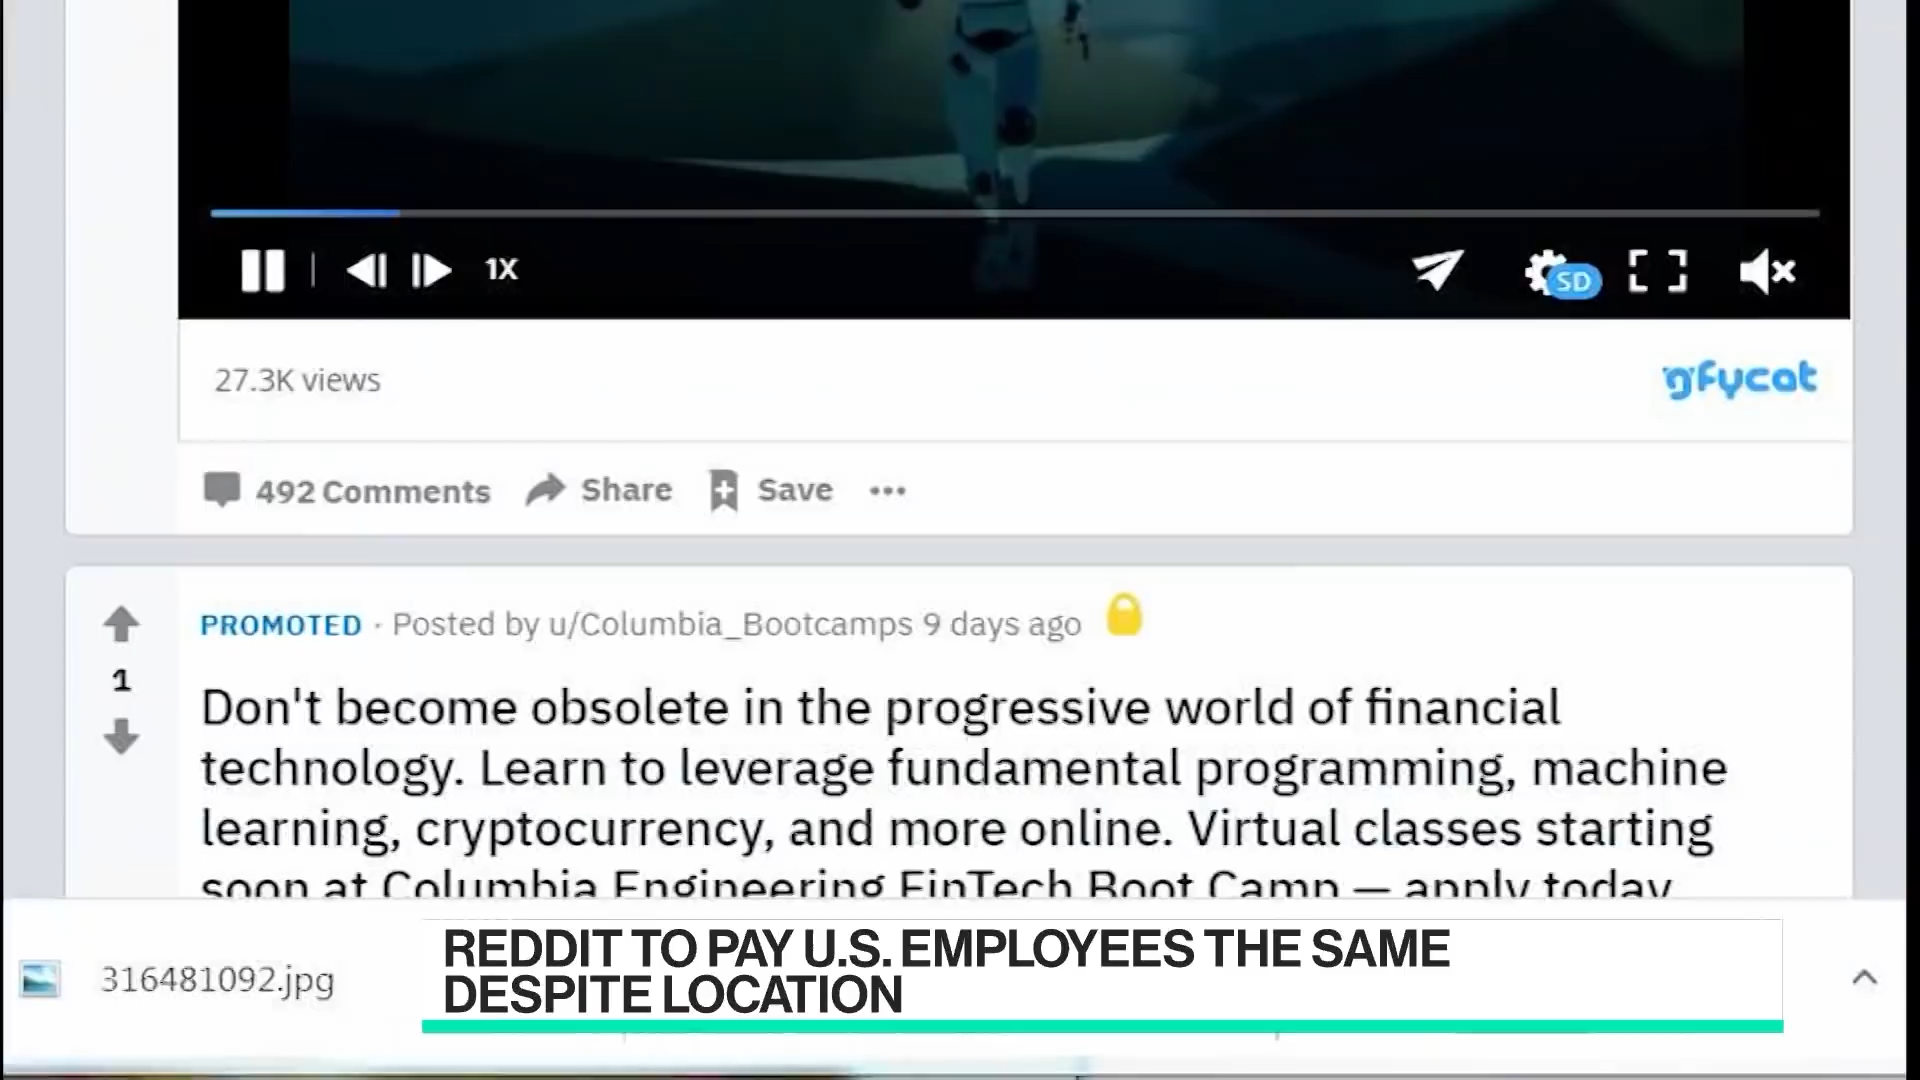 1X
SD
27.3K views
gfycat
492 Comments Share Save
PROMOTED · Posted by u/Columbia_Bootcamps 9 days ago
1
Don't become obsolete in the progressive world of financial
technology. Learn to leverage fundamental programming, machine
learning, cryptocurrency, and more online. Virtual classes starting
soon at Columbia Engineering FinTech Boot Camp — apply today
316481092.jpg
REDDIT TO PAY U.S. EMPLOYEES THE SAME
DESPITE LOCATION